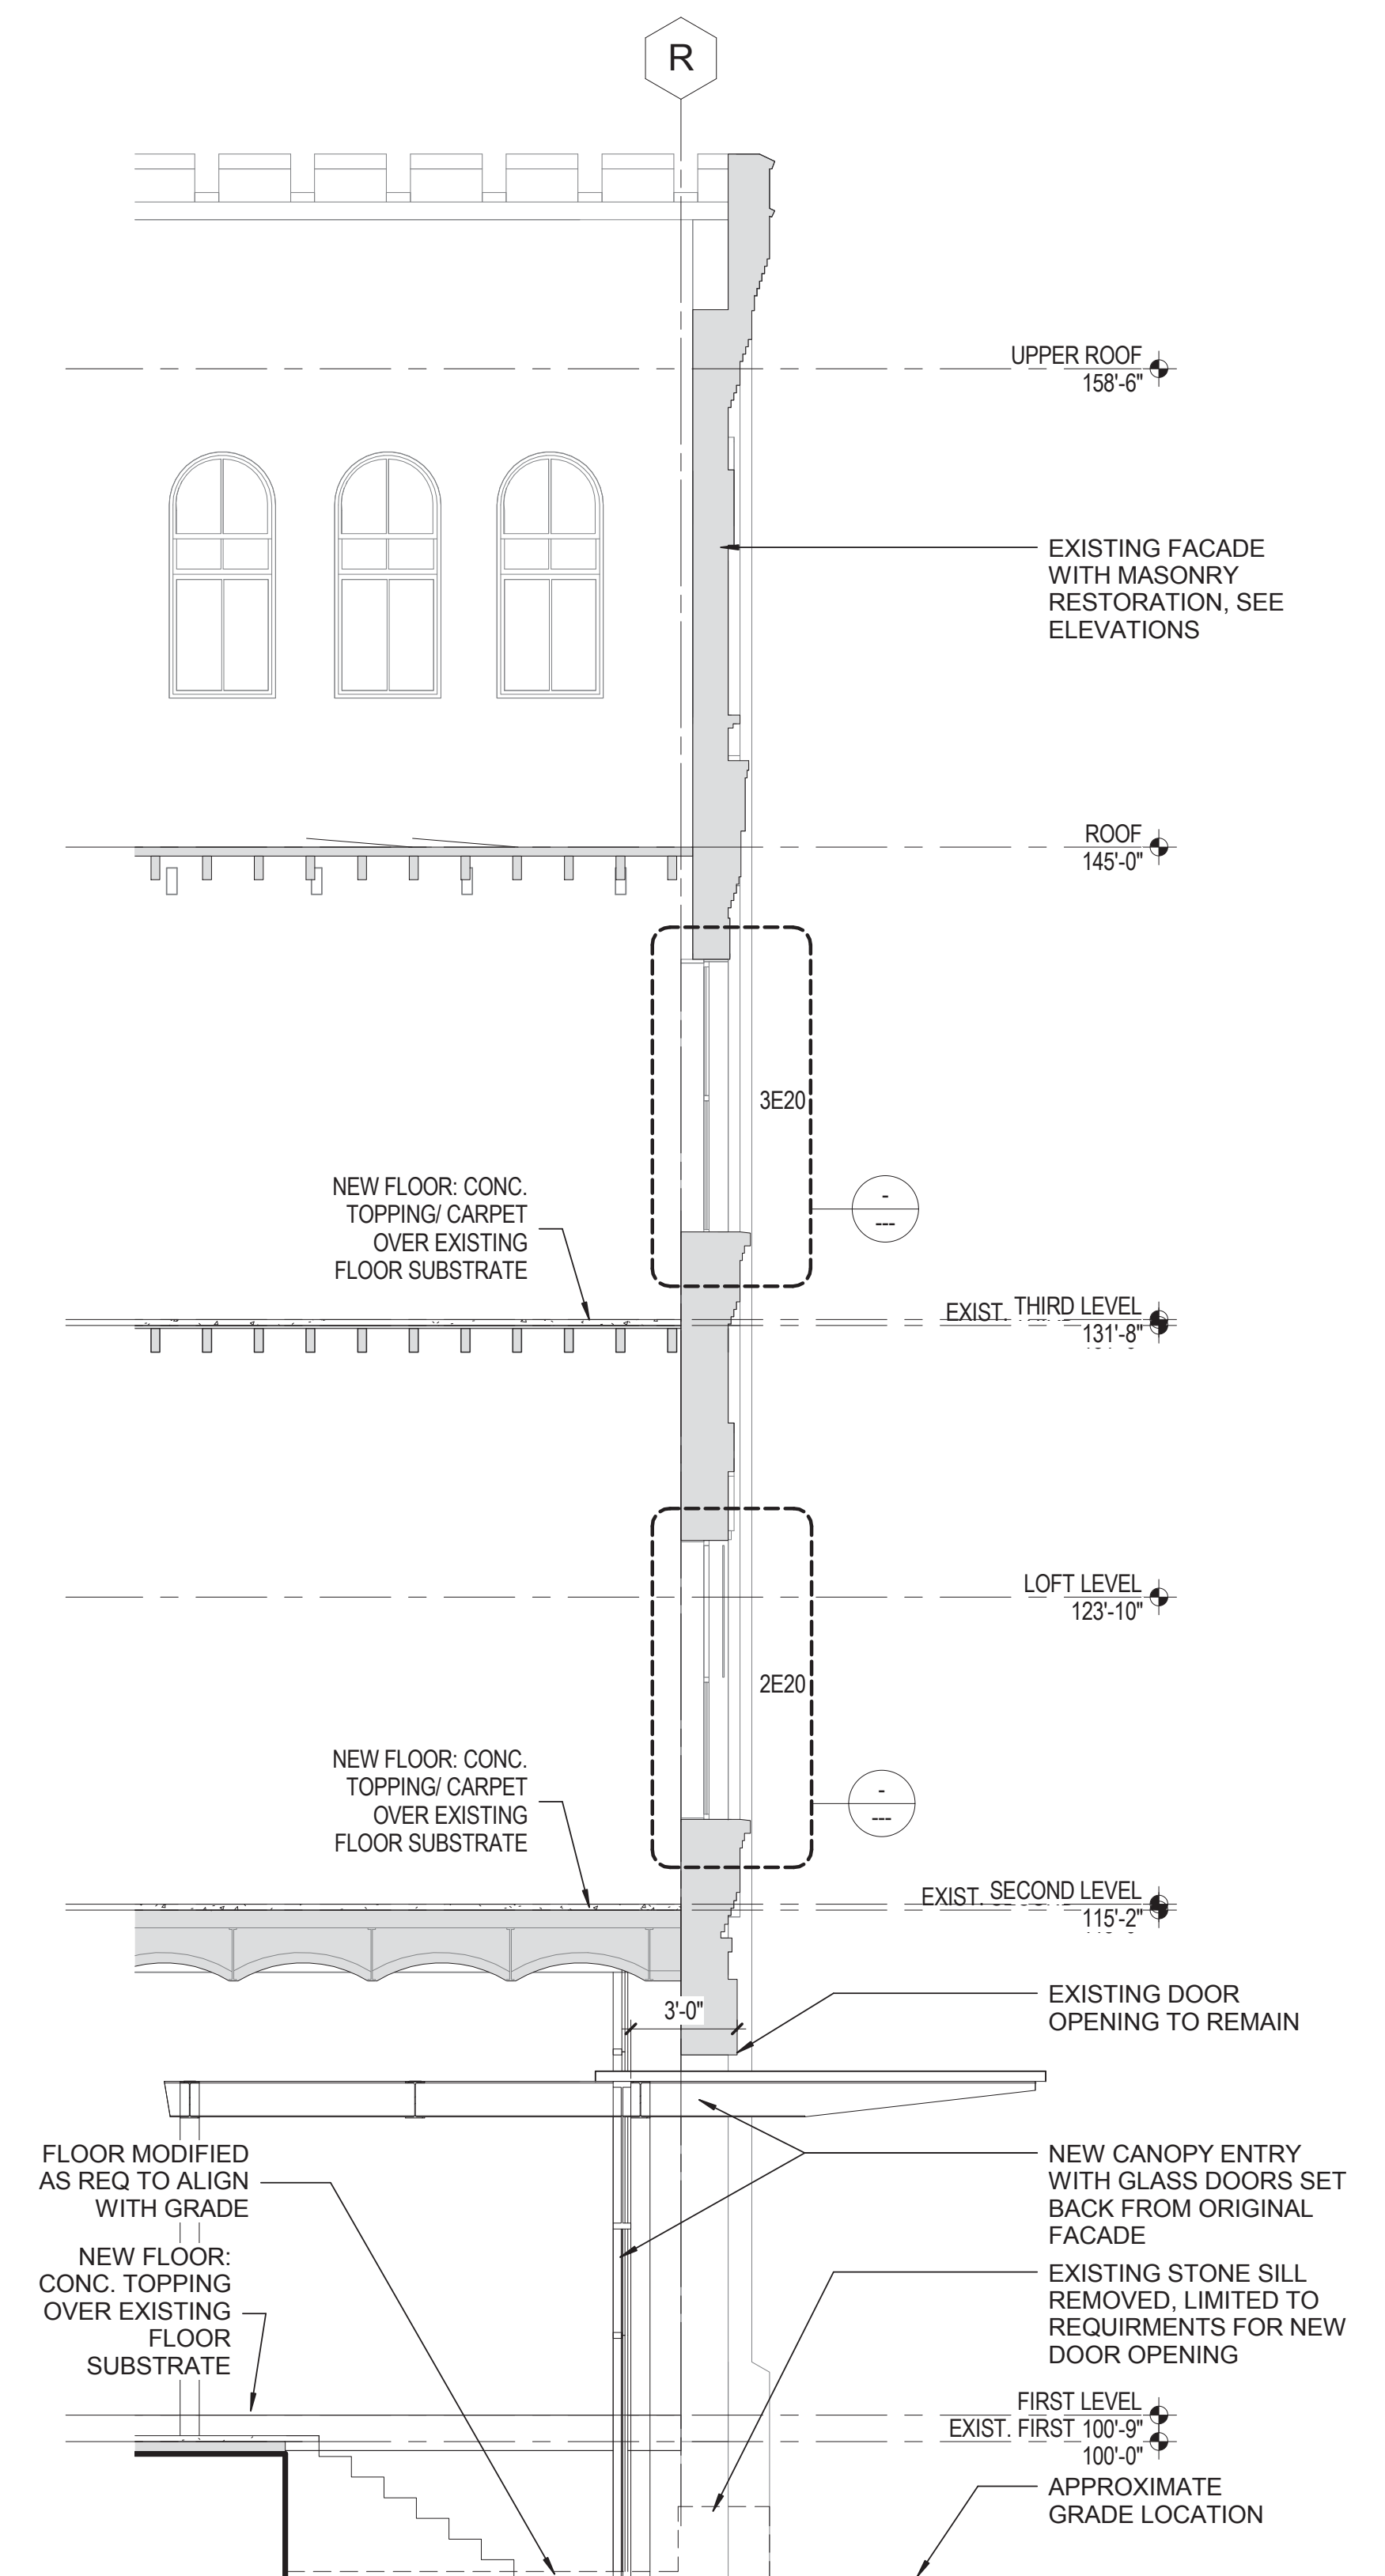 R
UPPER ROOF
158'-6"
EXISTING FACADE
WITH MASONRY
RESTORATION, SEE
ELEVATIONS
ROOF
145'-0"
3E20
-
---
NEW FLOOR: CONC.
TOPPING/ CARPET
OVER EXISTING
FLOOR SUBSTRATE
EXIST. THIRD LEVEL
131'-8"
LOFT LEVEL
123'-10"
2E20
NEW FLOOR: CONC.
TOPPING/ CARPET
OVER EXISTING
FLOOR SUBSTRATE
-
---
EXIST. SECOND LEVEL
115'-2"
3'-0"
EXISTING DOOR
OPENING TO REMAIN
FLOOR MODIFIED
AS REQ TO ALIGN
WITH GRADE
NEW CANOPY ENTRY
WITH GLASS DOORS SET
BACK FROM ORIGINAL
FACADE
NEW FLOOR:
CONC. TOPPING
OVER EXISTING
FLOOR
SUBSTRATE
EXISTING STONE SILL
REMOVED, LIMITED TO
REQUIRMENTS FOR NEW
DOOR OPENING
FIRST LEVEL
EXIST. FIRST 100'-9"
100'-0"
APPROXIMATE
GRADE LOCATION